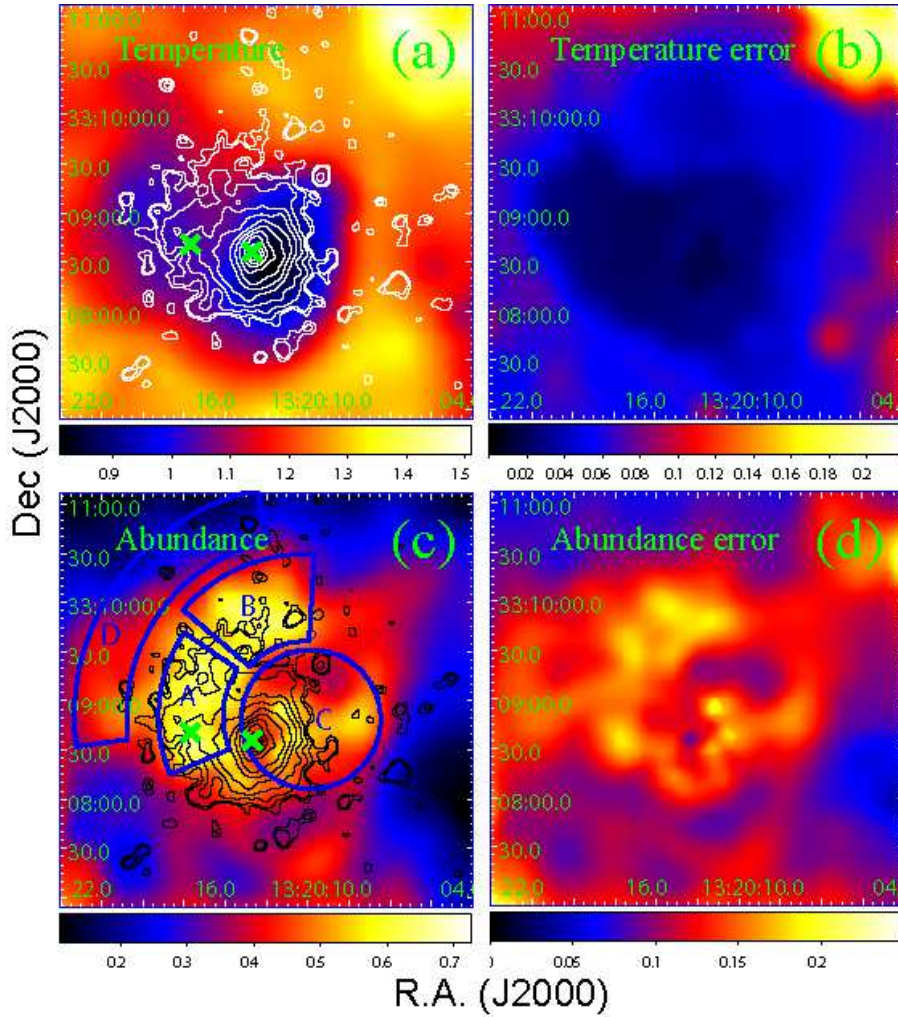 Dec (J2000)
Temperature
(a)
11:00.0
30.0
33:10:00.0
30.0
09:00.0
30.0
08:00.0
30.0
22.0 16.0 13:20:10.0 04.
0.9 1 1.1 1.2 1.3 1.4 1.5
Temperature error
(b)
11:00.0
30.0
33:10:00.0
30.0
09:00.0
30.0
08:00.0
30.0
22.0 16.0 13:20:10.0 04.
0.02 0.04 0.06 0.08 0.1 0.12 0.14 0.16 0.18 0.2
Abundance
(c)
11:00.0
30.0
33:10:00.0
30.0
09:00.0
30.0
08:00.0
30.0
22.0 16.0 13:20:10.0 04.
D
B
A
C
0.2 0.3 0.4 0.5 0.6 0.7
Abundance error
(d)
11:00.0
30.0
33:10:00.0
30.0
09:00.0
30.0
08:00.0
30.0
22.0 16.0 13:20:10.0 04.
0.05 0.1 0.15 0.2
R.A. (J2000)